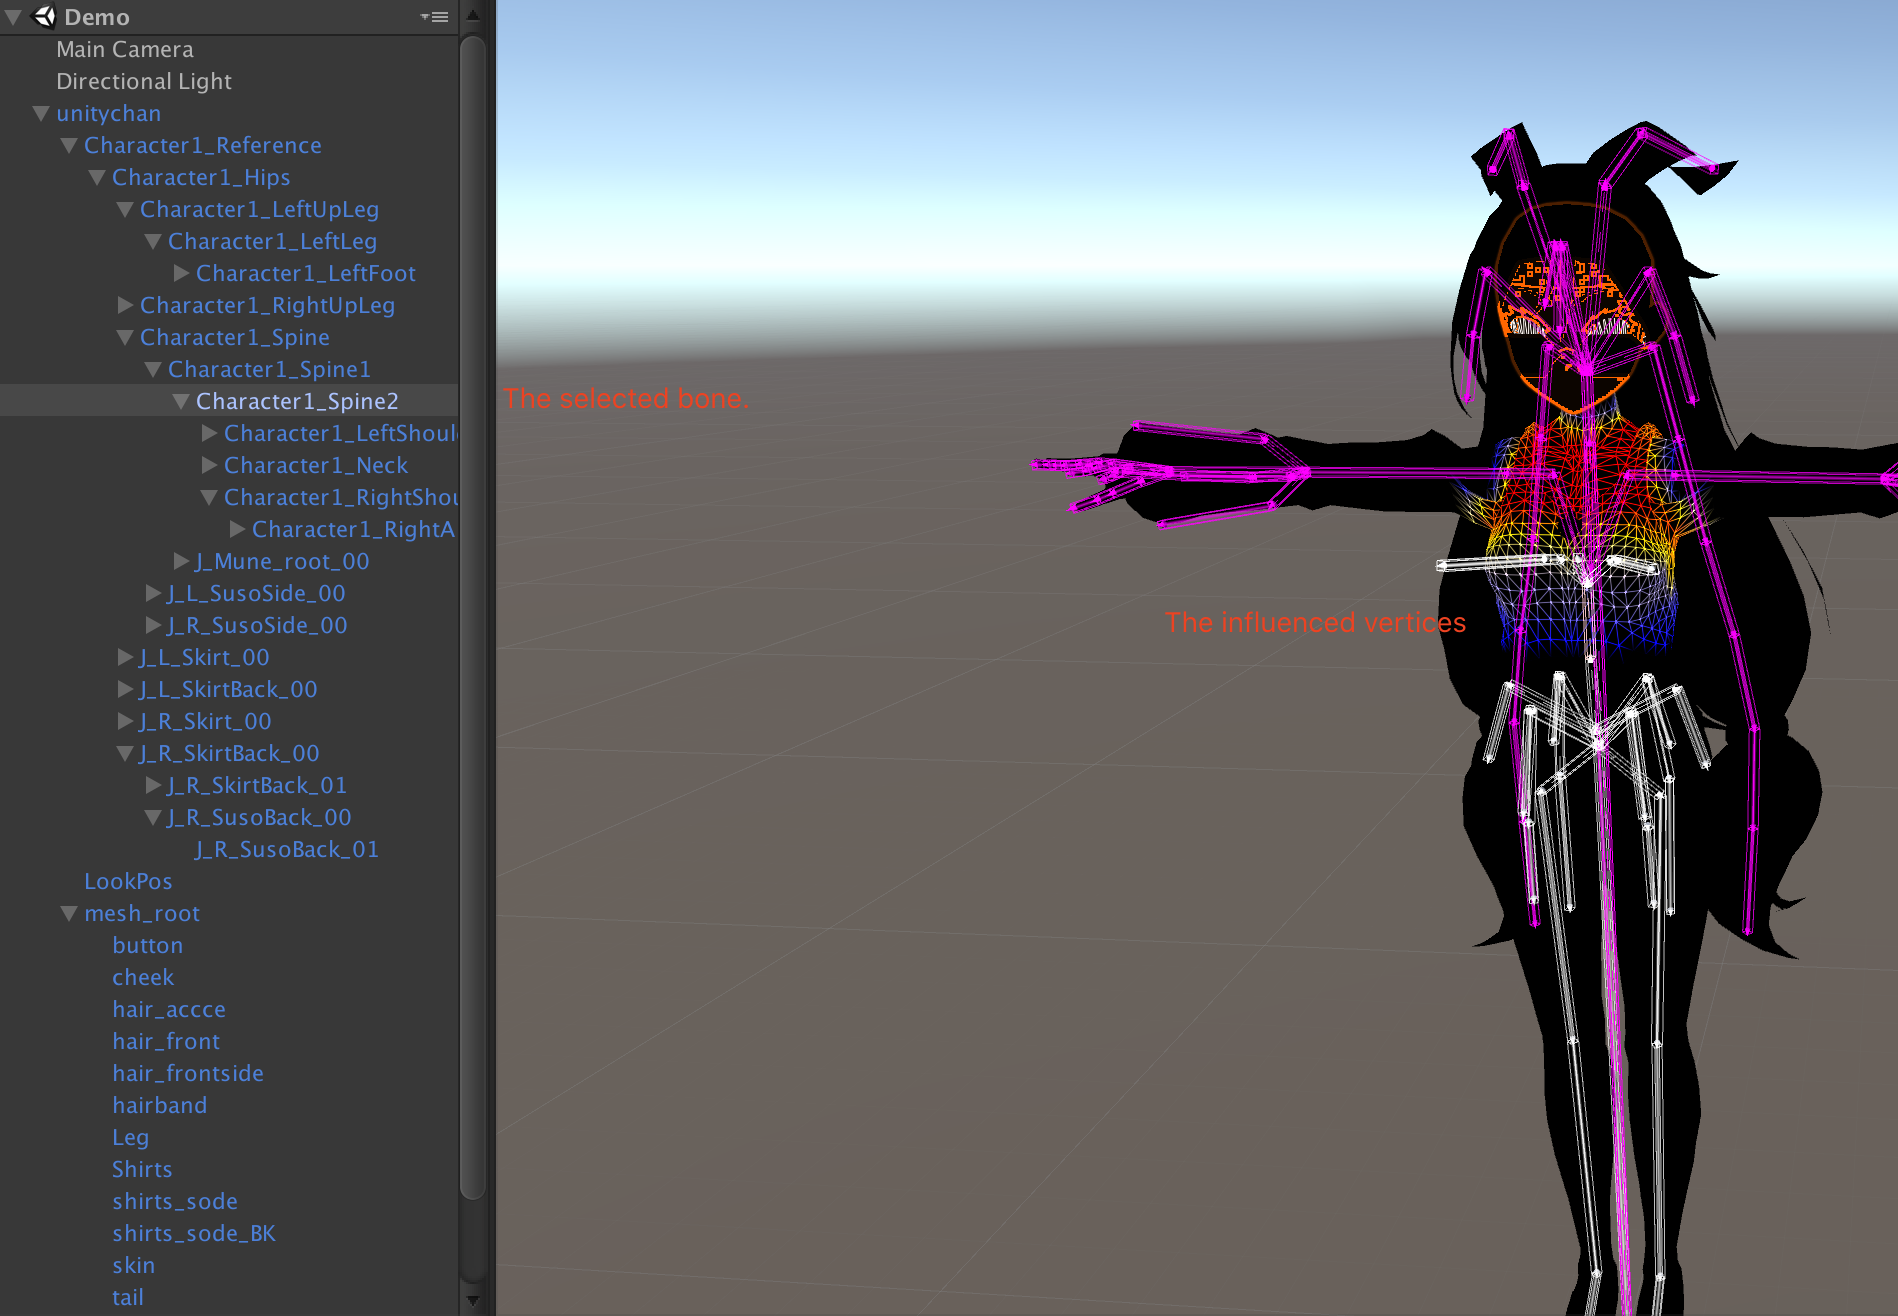 Demo
Main Camera
Directional Light
unitychan
Character1_Reference
Character1_Hips
Character1_LeftUpLeg
Character1_LeftLeg
Character1_LeftFoot
Character1_RightUpLeg
Character1_Spine
Character1_Spine1
Character1_Spine2
The selected bone.
Character1_LeftShoul
Character1_Neck
Character1_RightShou
Character1_RightA
J_Mune_root_00
J_L_SusoSide_00
J_R_SusoSide_00
The influenced vertices
J_L_Skirt_00
J_L_SkirtBack_00
J_R_Skirt_00
J_R_SkirtBack_00
J_R_SkirtBack_01
J_R_SusoBack_00
J_R_SusoBack_01
LookPos
mesh_root
button
cheek
hair_accce
hair_front
hair_frontside
hairband
Leg
Shirts
shirts_sode
shirts_sode_BK
skin
tail